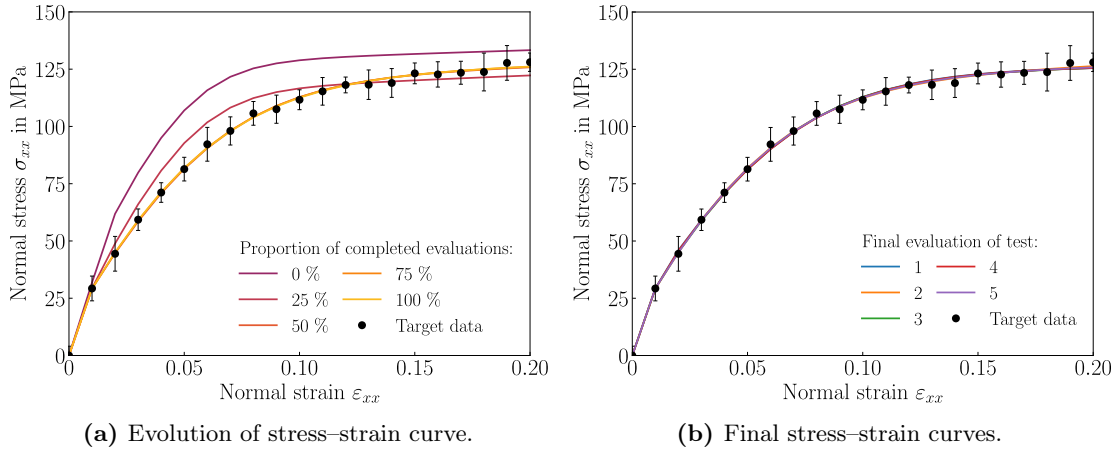 150
125
100
75
50
25
0
Normal stress σxx in MPa
0 0.05 0.10 0.15 0.20
Normal strain εxx
Proportion of completed evaluations:
0 % 75 %
25 % 100 %
50 % Target data
(a) Evolution of stress–strain curve.
150
125
100
75
50
25
0
Normal stress σxx in MPa
0 0.05 0.10 0.15 0.20
Normal strain εxx
Final evaluation of test:
1 4
2 5
3 Target data
(b) Final stress–strain curves.